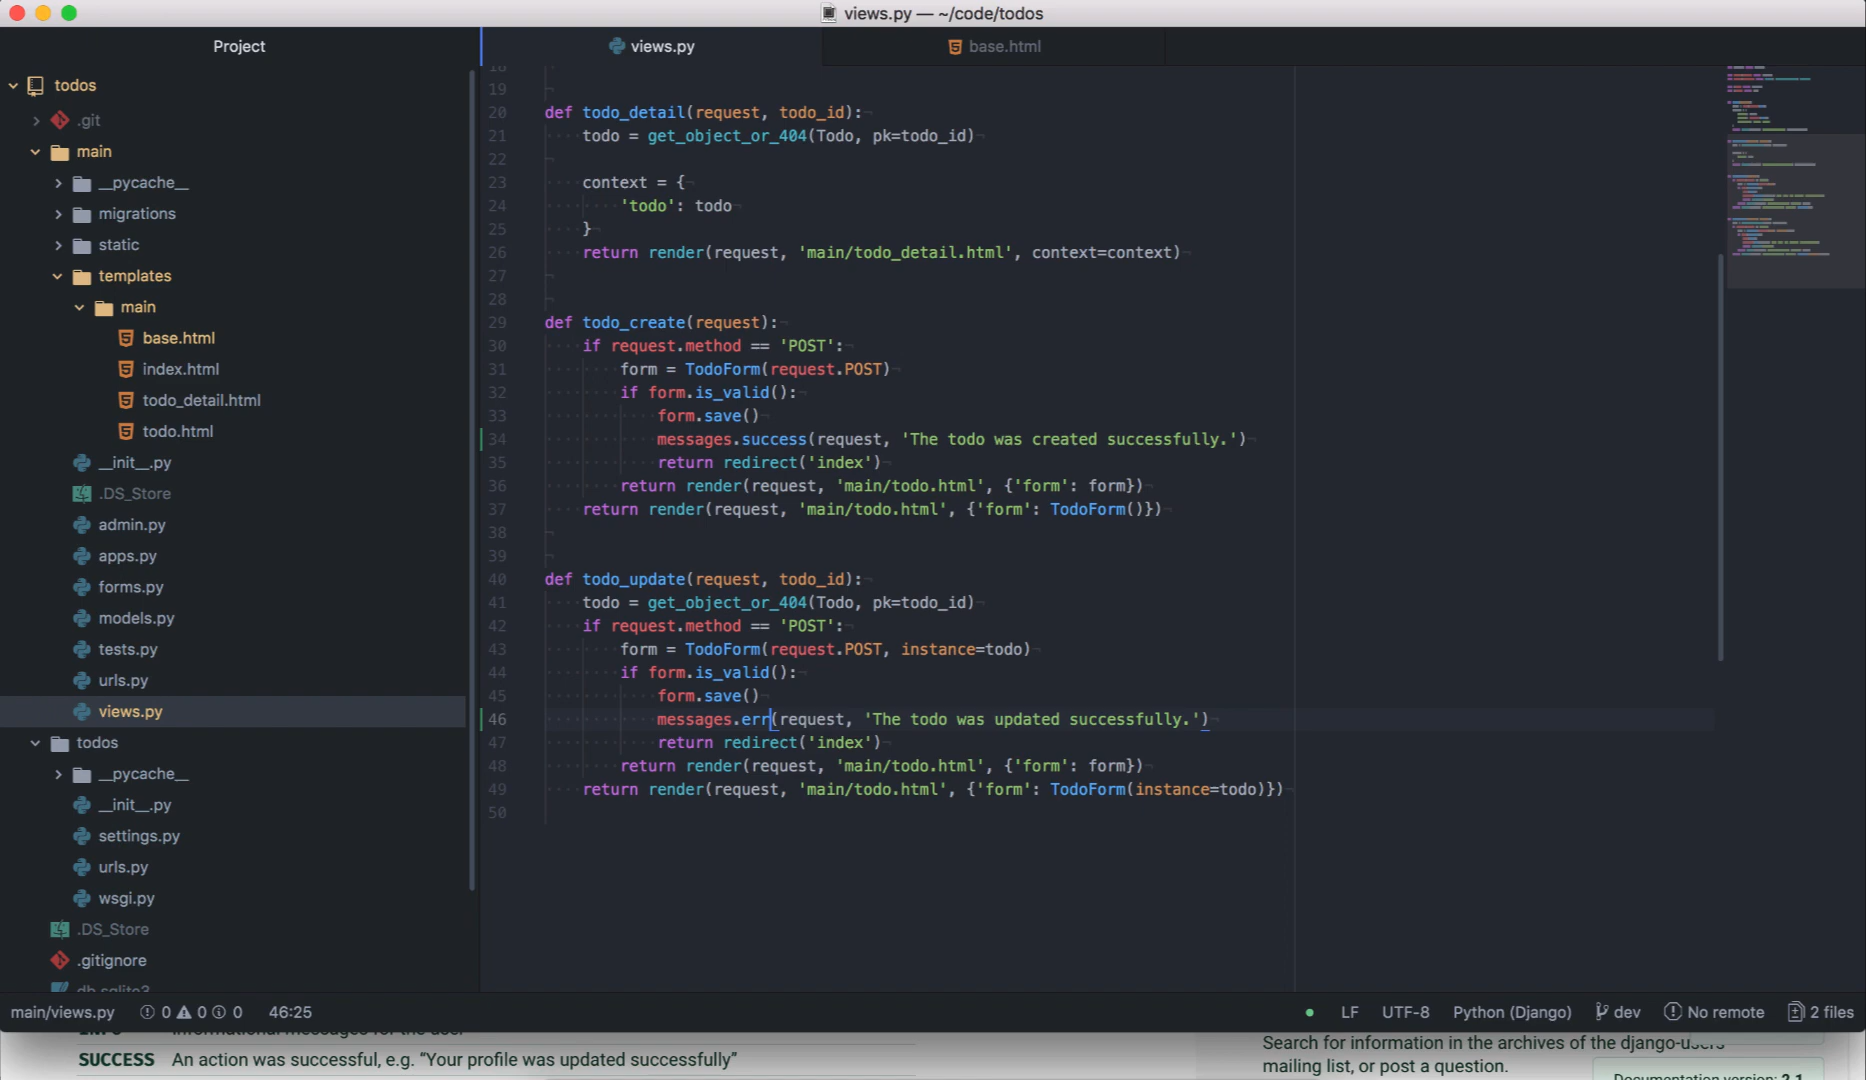 views.py — ~/code/todos
Project
views.py
base.html
todos
.git
main
__pycache__
migrations
static
templates
main
base.html
index.html
todo_detail.html
todo.html
__init__.py
.DS_Store
admin.py
apps.py
forms.py
models.py
tests.py
urls.py
views.py
todos
__pycache__
__init__.py
settings.py
urls.py
wsgi.py
.DS_Store
.gitignore
db.sqlite3
18
19
20 def todo_detail(request, todo_id):
21 todo = get_object_or_404(Todo, pk=todo_id)
22
23 context = {
24 'todo': todo
25 }
26 return render(request, 'main/todo_detail.html', context=context)
27
28
29 def todo_create(request):
30 if request.method == 'POST':
31 form = TodoForm(request.POST)
32 if form.is_valid():
33 form.save()
34 messages.success(request, 'The todo was created successfully.')
35 return redirect('index')
36 return render(request, 'main/todo.html', {'form': form})
37 return render(request, 'main/todo.html', {'form': TodoForm()})
38
39
40 def todo_update(request, todo_id):
41 todo = get_object_or_404(Todo, pk=todo_id)
42 if request.method == 'POST':
43 form = TodoForm(request.POST, instance=todo)
44 if form.is_valid():
45 form.save()
46 messages.err(request, 'The todo was updated successfully.')
47 return redirect('index')
48 return render(request, 'main/todo.html', {'form': form})
49 return render(request, 'main/todo.html', {'form': TodoForm(instance=todo)})
50
main/views.py 0 0 0 46:25
LF UTF-8 Python (Django) dev No remote 2 files
informational messages for the user
SUCCESS An action was successful, e.g. “Your profile was updated successfully”
Search for information in the archives of the django-users
mailing list, or post a question.
Documentation version: 2.1